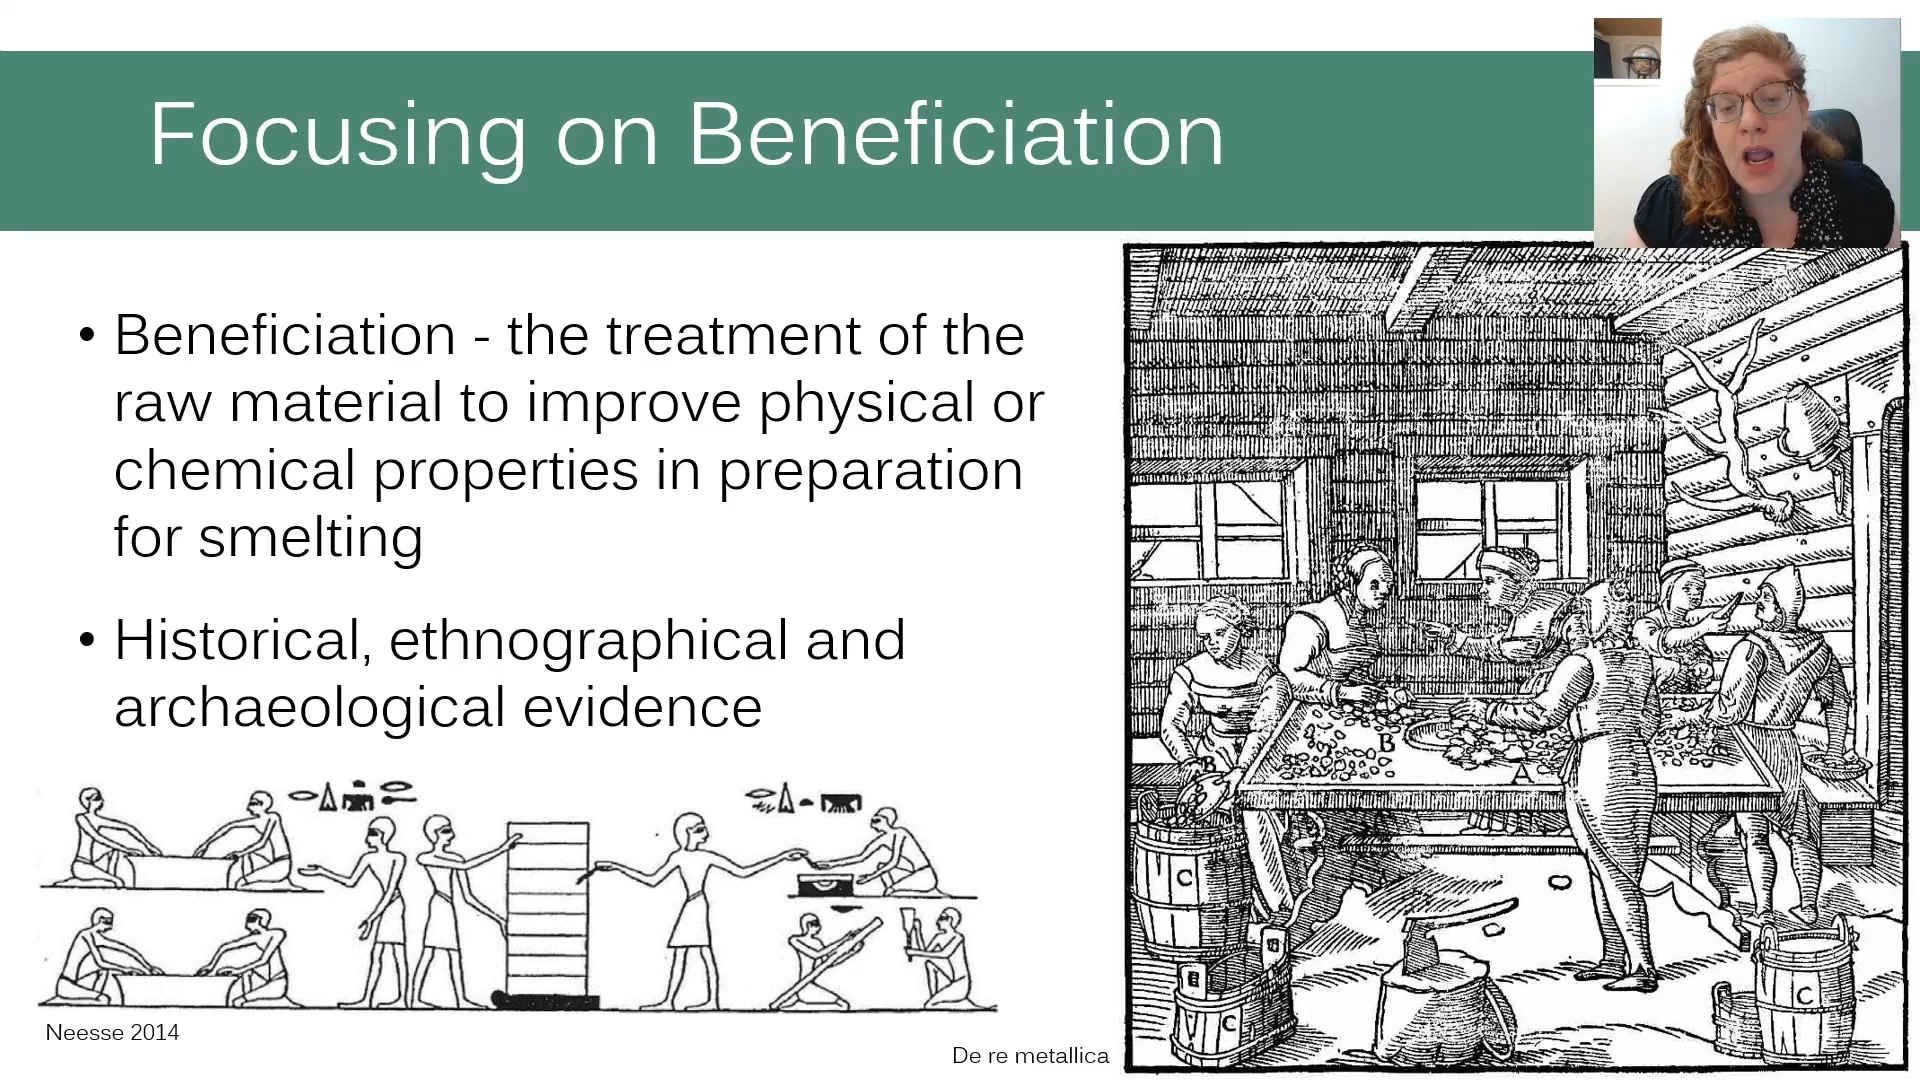 Focusing on Beneficiation
• Beneficiation - the treatment of the
raw material to improve physical or
chemical properties in preparation
for smelting
• Historical, ethnographical and
archaeological evidence
Neesse 2014
De re metallica
B
B
A
C
C
C